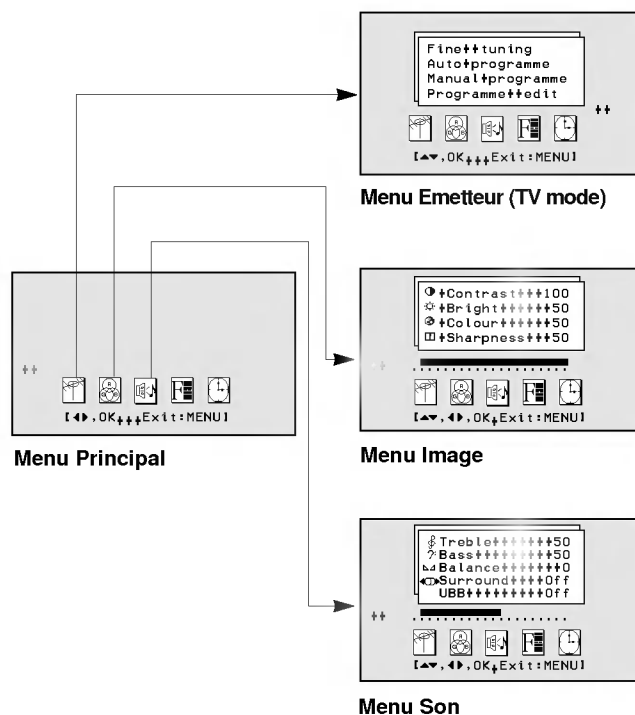 Fine‡‡tuning
Auto‡programme
Manual‡programme
Programme‡‡edit
‡‡
F
[▲▼,OK‡‡‡Exit:MENU]
Menu Emetteur (TV mode)
‡‡
F
[◀▶,OK‡‡‡Exit:MENU]
Menu Principal
‡Contrast‡‡‡‡100
‡Bright‡‡‡‡‡‡‡50
‡Colour‡‡‡‡‡‡50
‡Sharpness‡‡‡50
‡‡
F
[▲▼,◀▶,OK‡Exit:MENU]
Menu Image
Treble‡‡‡‡‡‡‡50
Bass‡‡‡‡‡‡‡‡‡50
Balance‡‡‡‡‡‡‡0
Surround‡‡‡‡Off
UBB‡‡‡‡‡‡‡‡‡Off
‡‡
F
[▲▼,◀▶,OK‡Exit:MENU]
Menu Son